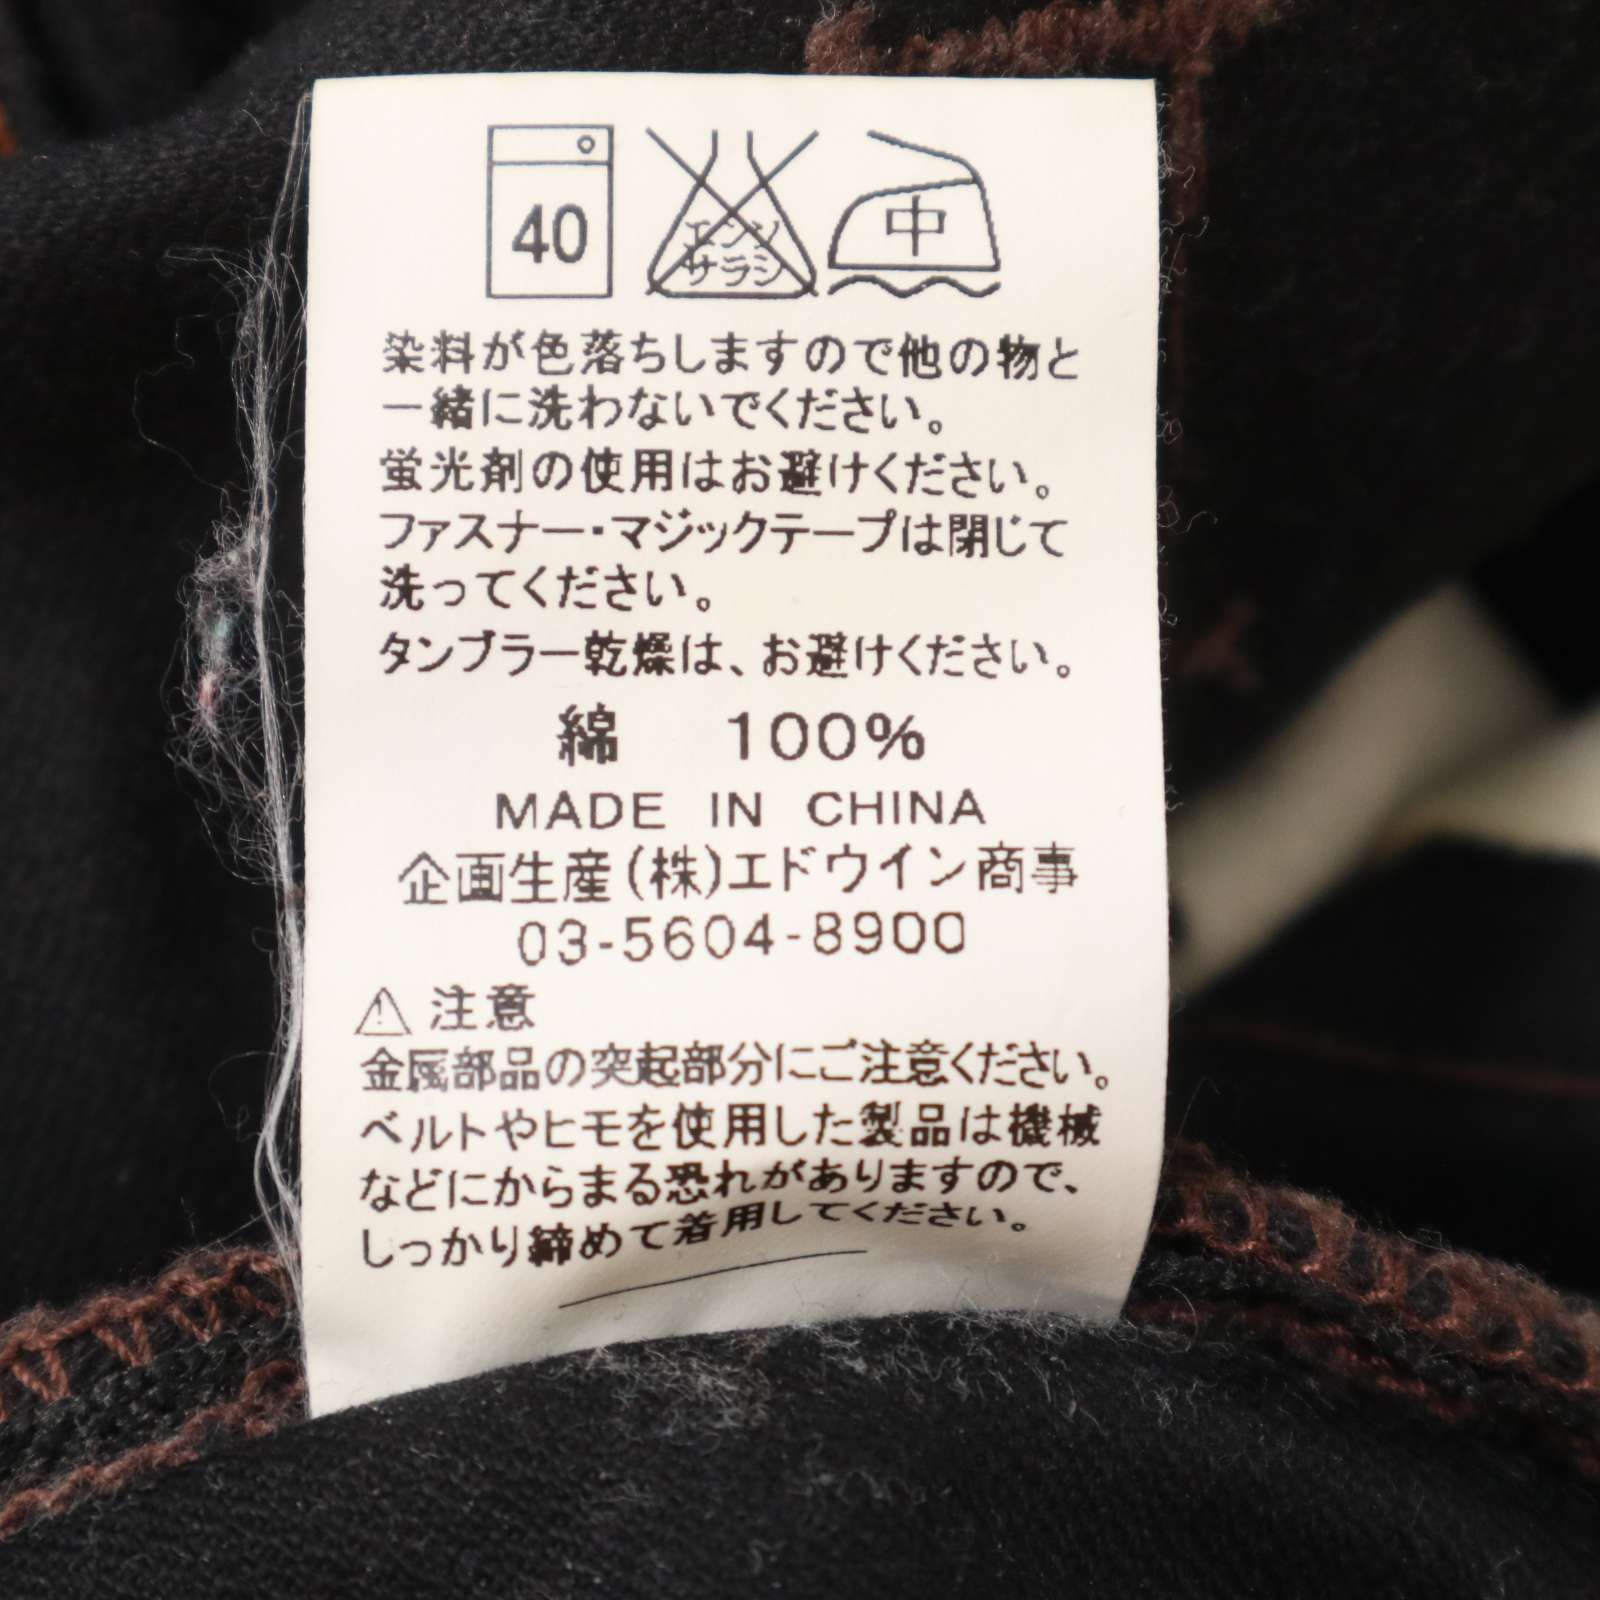 40
エンソ
サラシ
中
染料が色落ちしますので他の物と
一緒に洗わないでください。
蛍光剤の使用はお避けください。
ファスナー・マジックテープは閉じて
洗ってください。
タンブラー乾燥は、お避けください。
綿 100%
MADE IN CHINA
企画生産(株)エドウイン商事
03-5604-8900
⚠ 注意
金属部品の突起部分にご注意ください。
ベルトやヒモを使用した製品は機械
などにからまる恐れがありますので、
しっかり締めて着用してください。